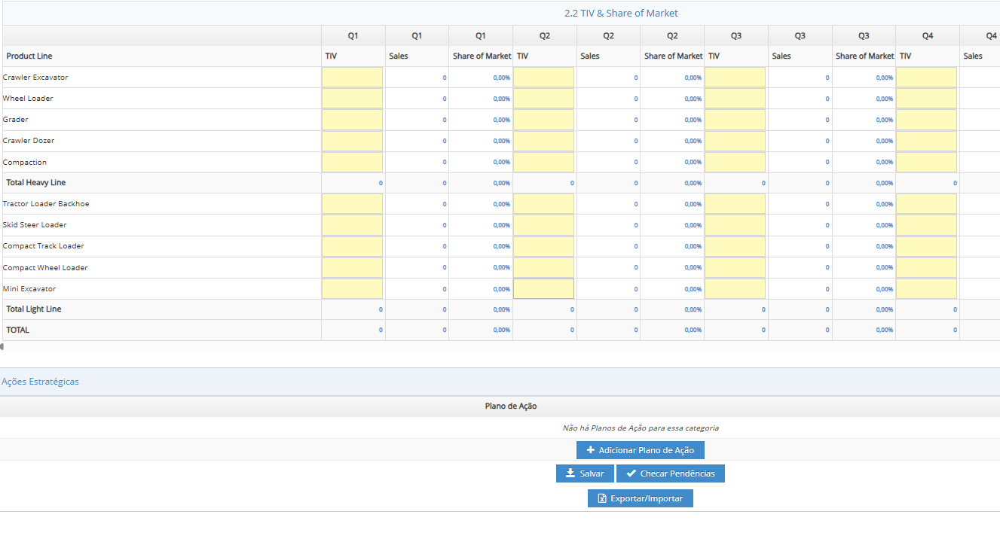 2.2 TIV & Share of Market
Q1 Q1 Q1 Q2 Q2 Q2 Q3 Q3 Q3 Q4 Q4
Product Line TIV Sales Share of Market TIV Sales Share of Market TIV Sales Share of Market TIV Sales
Crawler Excavator 0 0,00% 0 0,00% 0 0,00%
Wheel Loader 0 0,00% 0 0,00% 0 0,00%
Grader 0 0,00% 0 0,00% 0 0,00%
Crawler Dozer 0 0,00% 0 0,00% 0 0,00%
Compaction 0 0,00% 0 0,00% 0 0,00%
Total Heavy Line 0 0 0,00% 0 0 0,00% 0 0 0,00% 0
Tractor Loader Backhoe 0 0,00% 0 0,00% 0 0,00%
Skid Steer Loader 0 0,00% 0 0,00% 0 0,00%
Compact Track Loader 0 0,00% 0 0,00% 0 0,00%
Compact Wheel Loader 0 0,00% 0 0,00% 0 0,00%
Mini Excavator 0 0,00% 0 0,00% 0 0,00%
Total Light Line 0 0 0,00% 0 0 0,00% 0 0 0,00% 0
TOTAL 0 0 0,00% 0 0 0,00% 0 0 0,00% 0
Ações Estratégicas
Plano de Ação
Não há Planos de Ação para essa categoria
Adicionar Plano de Ação
Salvar Checar Pendências
Exportar/Importar